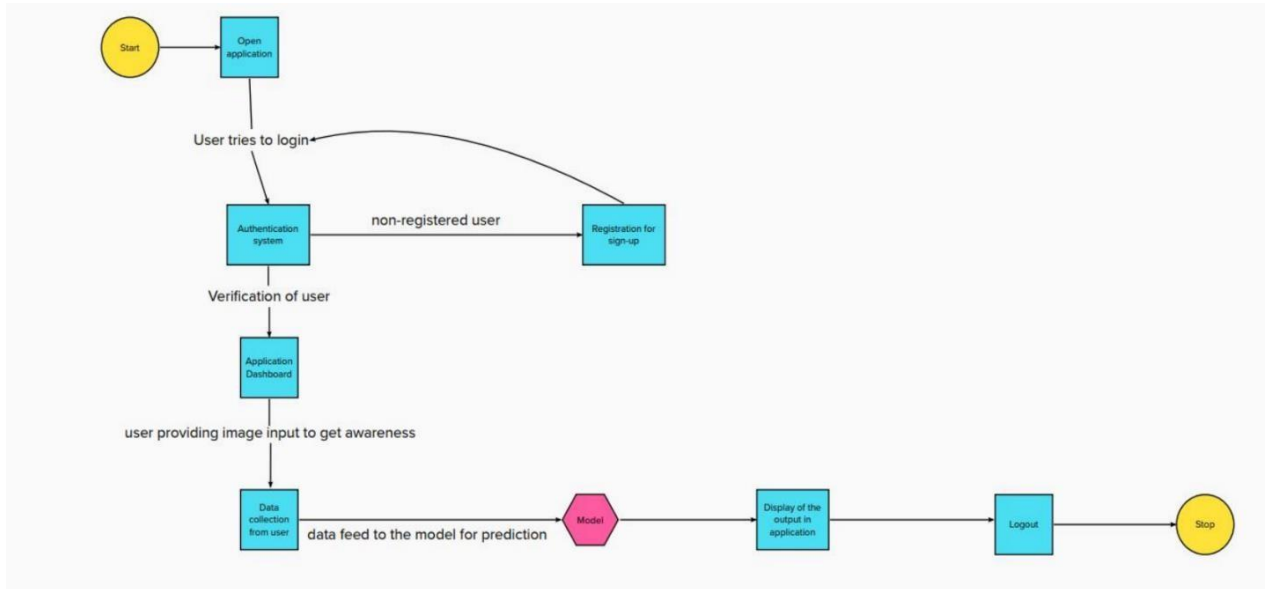 Start
Open
application
User tries to login
Authentication
system
non-registered user
Registration for
sign-up
Verification of user
Application
Dashboard
user providing image input to get awareness
Data
collection
from user
data feed to the model for prediction
Model
Display of the
output in
application
Logout
Stop